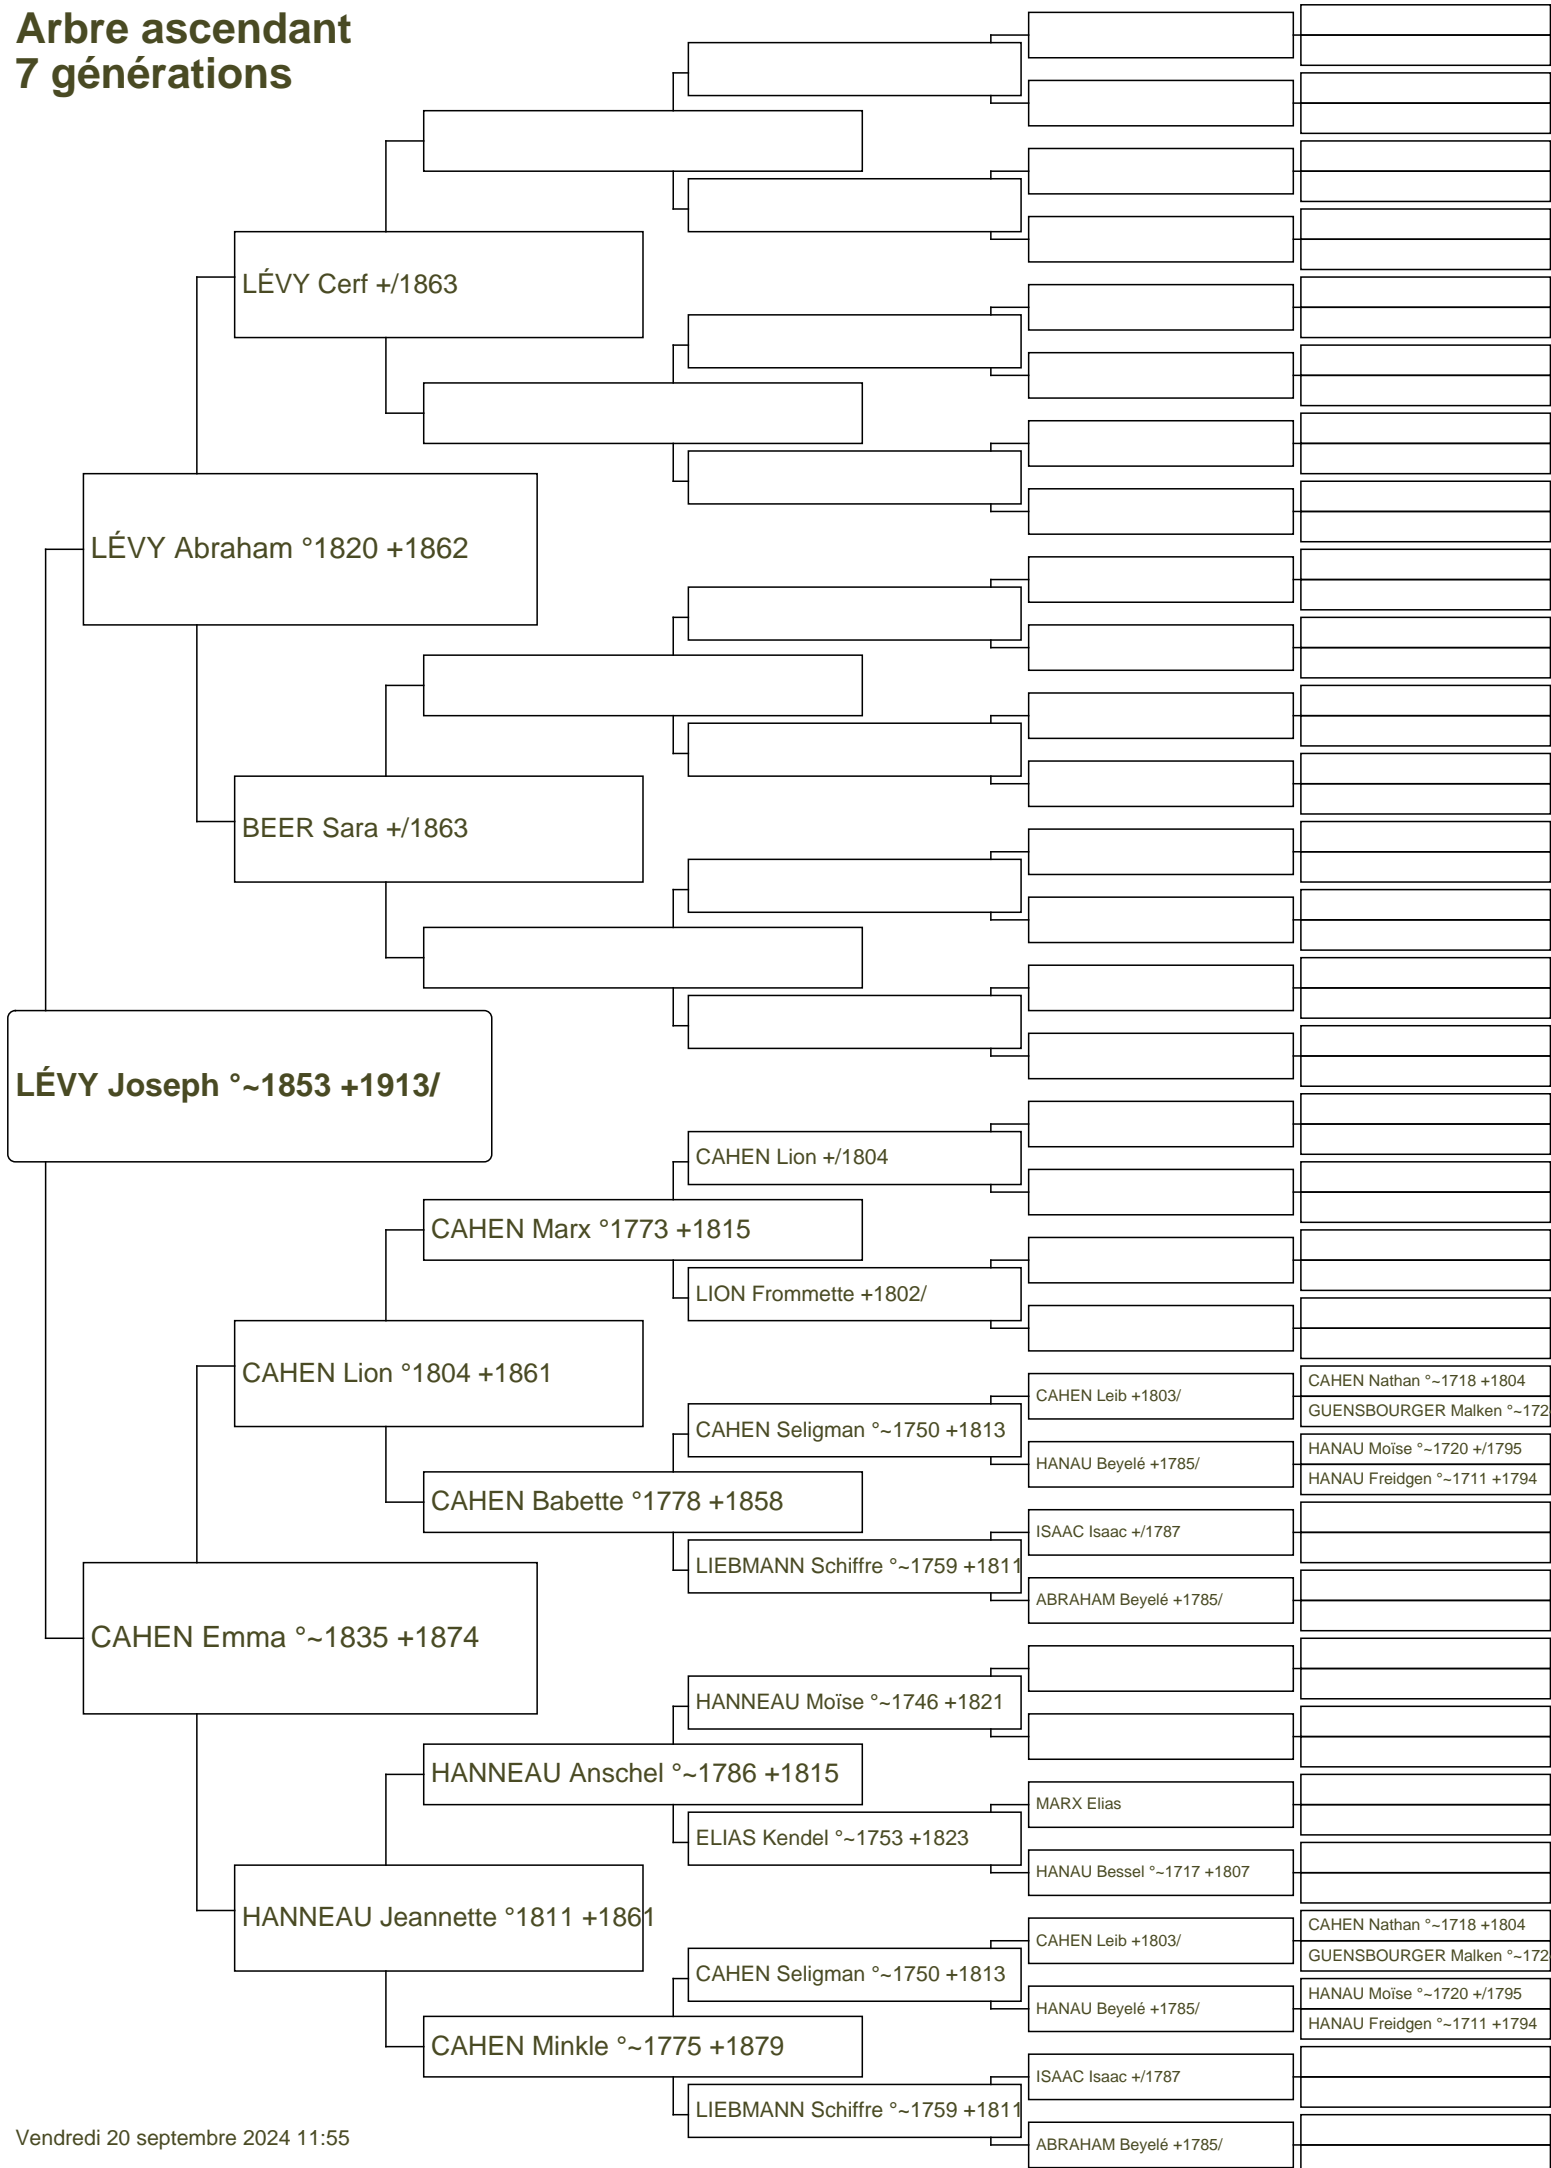 Arbre ascendant
7 générations
LÉVY Cerf +/1863
LÉVY Abraham °1820 +1862
BEER Sara +/1863
LÉVY Joseph °~1853 +1913/
CAHEN Lion +/1804
CAHEN Marx °1773 +1815
LION Frommette +1802/
CAHEN Lion °1804 +1861
CAHEN Nathan °~1718 +1804
CAHEN Leib +1803/
GUENSBOURGER Malken °~172
CAHEN Seligman °~1750 +1813
HANAU Moïse °~1720 +/1795
HANAU Beyelé +1785/
HANAU Freidgen °~1711 +1794
CAHEN Babette °1778 +1858
ISAAC Isaac +/1787
LIEBMANN Schiffre °~1759 +1811
ABRAHAM Beyelé +1785/
CAHEN Emma °~1835 +1874
HANNEAU Moïse °~1746 +1821
HANNEAU Anschel °~1786 +1815
MARX Elias
ELIAS Kendel °~1753 +1823
HANAU Bessel °~1717 +1807
HANNEAU Jeannette °1811 +1861
CAHEN Nathan °~1718 +1804
CAHEN Leib +1803/
GUENSBOURGER Malken °~172
CAHEN Seligman °~1750 +1813
HANAU Moïse °~1720 +/1795
HANAU Beyelé +1785/
HANAU Freidgen °~1711 +1794
CAHEN Minkle °~1775 +1879
ISAAC Isaac +/1787
LIEBMANN Schiffre °~1759 +1811
ABRAHAM Beyelé +1785/
Vendredi 20 septembre 2024 11:55